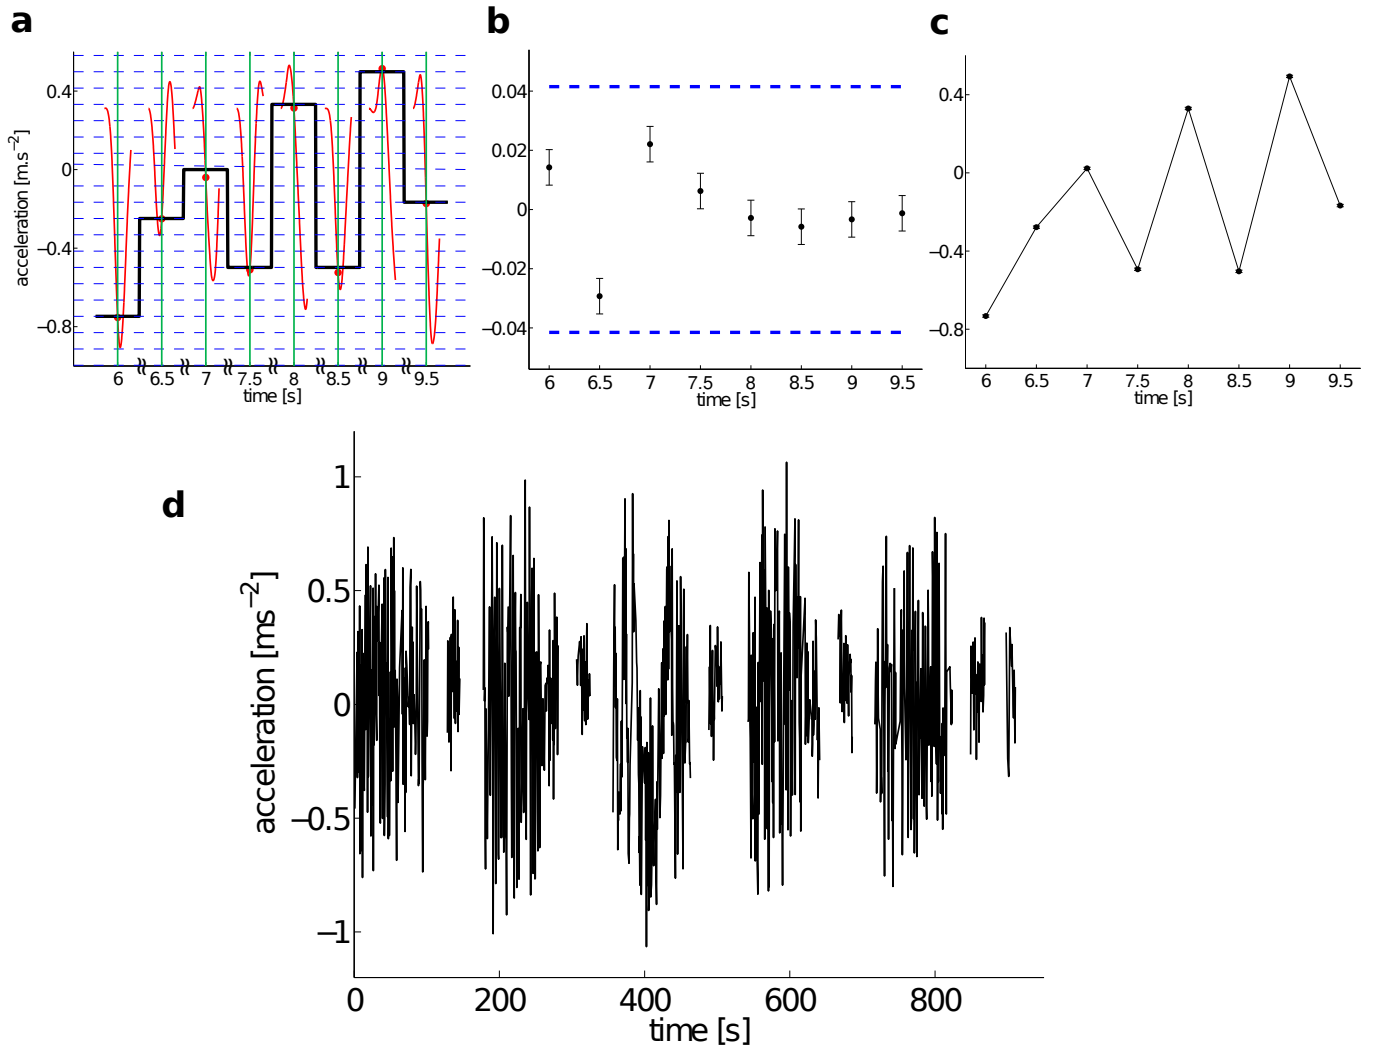 a
acceleration [m.s−2]
0.4
0
−0.4
−0.8
6 6.5 7 7.5 8 8.5 9 9.5
time [s]
b
0.04
0.02
0
−0.02
−0.04
6 6.5 7 7.5 8 8.5 9 9.5
time [s]
c
0.4
0
−0.4
−0.8
6 6.5 7 7.5 8 8.5 9 9.5
time [s]
d
acceleration [ms−2]
1
0.5
0
−0.5
−1
0 200 400 600 800
time [s]